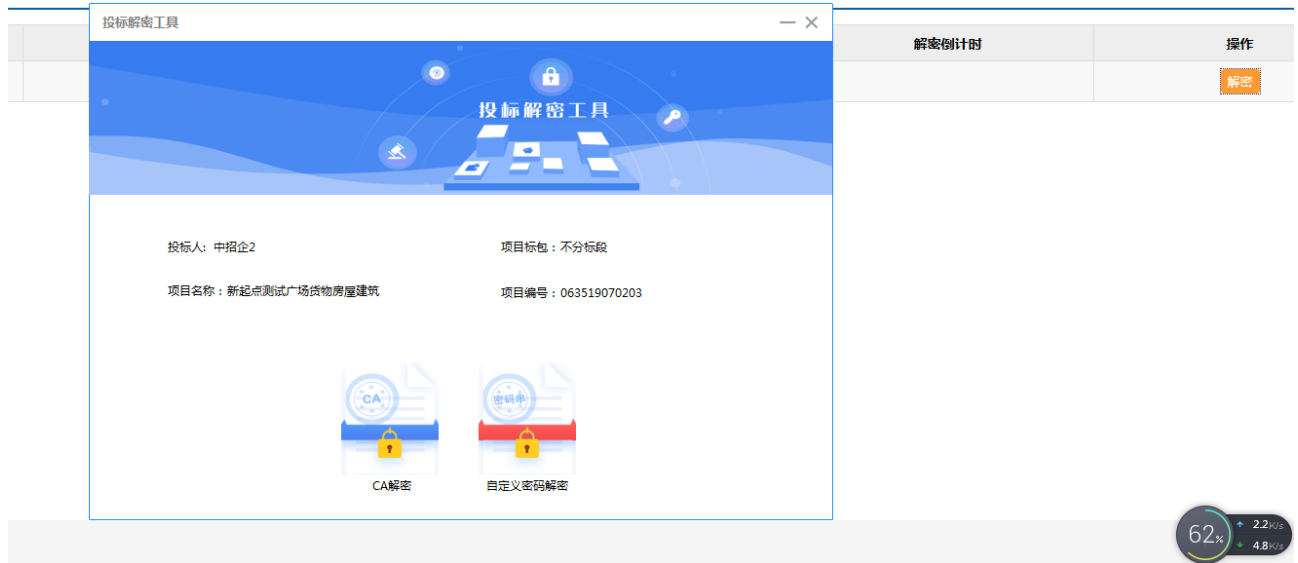 投标解密工具
解密倒计时
操作
解密
投标解密工具
投标人: 中招企2
项目标包：不分标段
项目名称：新起点测试广场货物房屋建筑
项目编号：063519070203
CA
密码串
CA解密
自定义密码解密
62%
2.2K/s
4.8K/s